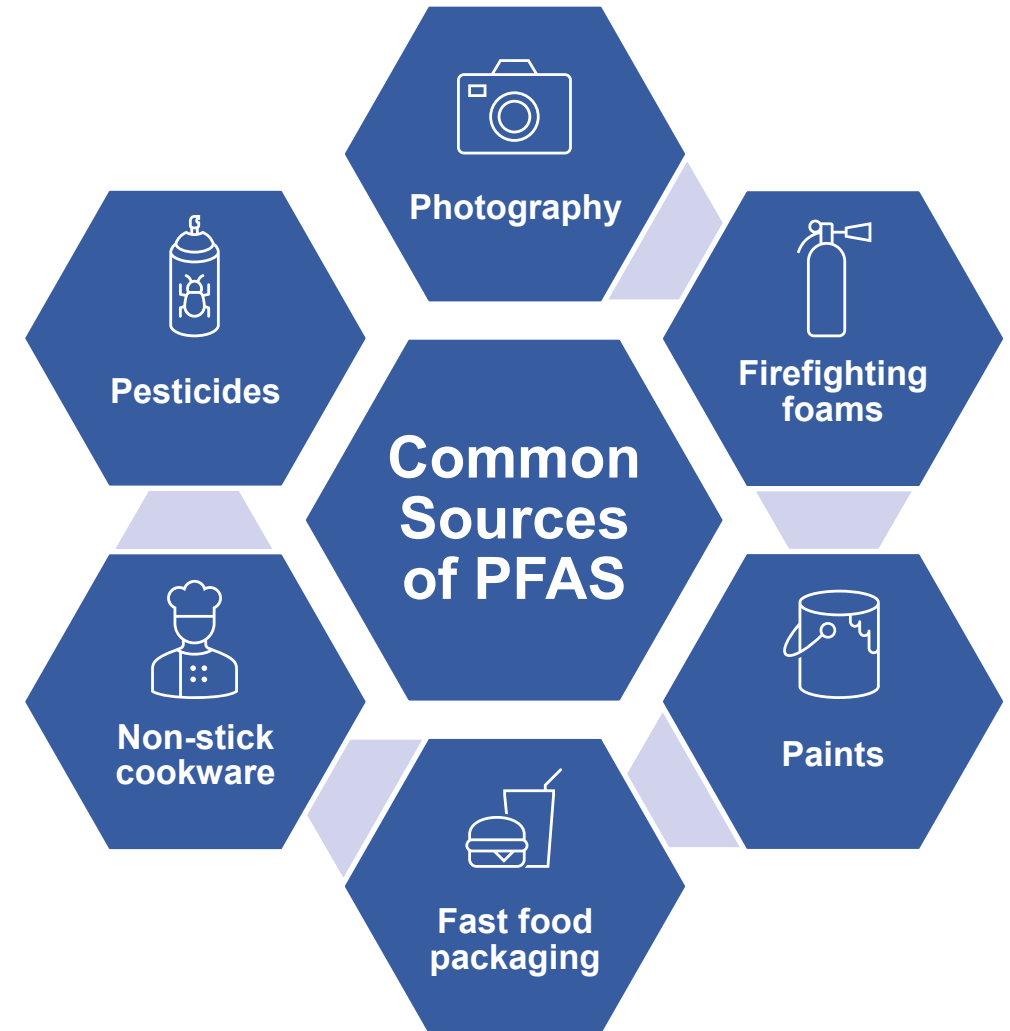 Photography
Pesticides
Firefighting
foams
Common
Sources
of PFAS
Non-stick
cookware
Paints
Fast food
packaging